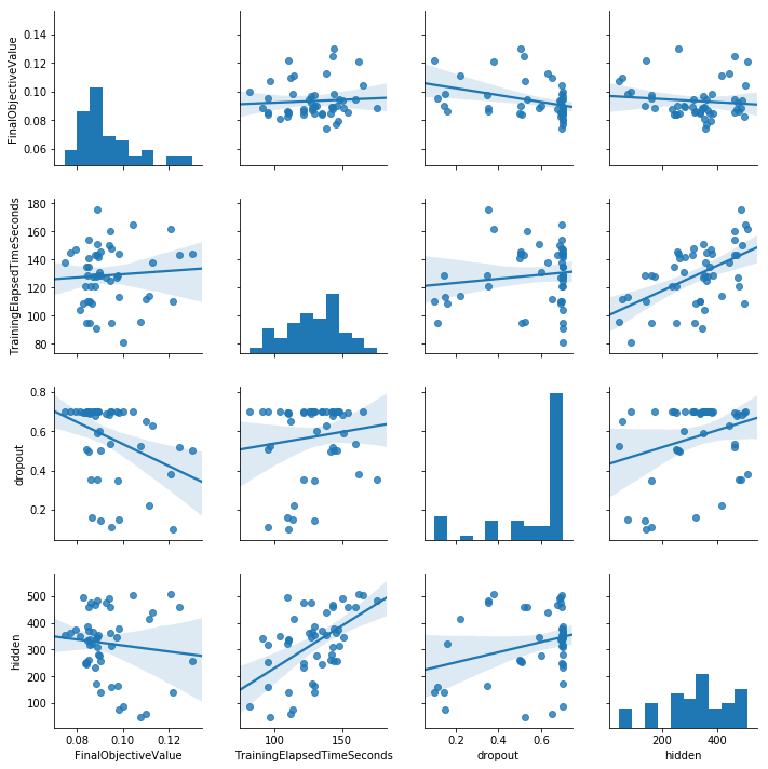 0.14
0.12
0.10
0.08
0.06
FinalObjectiveValue
180
160
140
120
100
80
TrainingElapsedTimeSeconds
0.8
0.6
0.4
0.2
dropout
500
400
300
200
100
hidden
0.08 0.10 0.12
FinalObjectiveValue
100 150
TrainingElapsedTimeSeconds
0.2 0.4 0.6
dropout
200 400
hidden